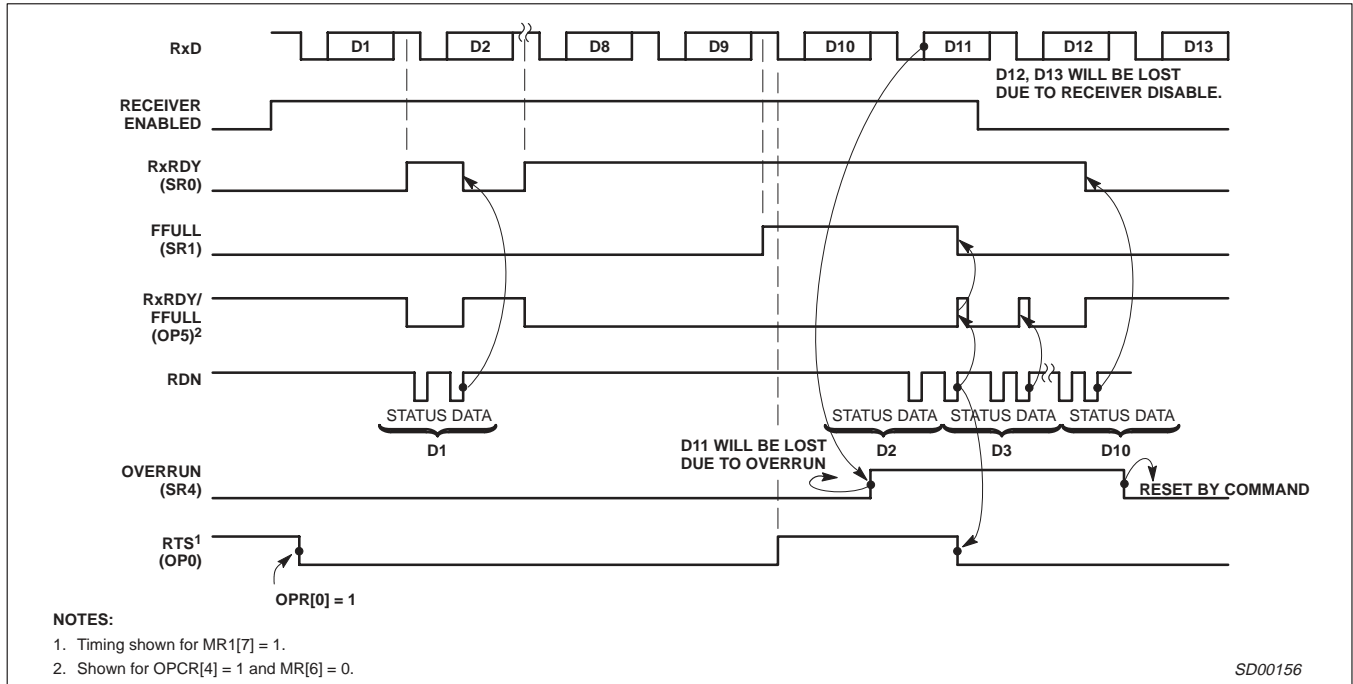 RxD
D1
D2
D8
D9
D10
D11
D12
D13
D12, D13 WILL BE LOST
DUE TO RECEIVER DISABLE.
RECEIVER
ENABLED
RxRDY
(SR0)
FFULL
(SR1)
RxRDY/
FFULL
(OP5)2
RDN
STATUS DATA
D1
STATUS DATA
D2
STATUS DATA
D3
STATUS DATA
D10
D11 WILL BE LOST
DUE TO OVERRUN
OVERRUN
(SR4)
RESET BY COMMAND
RTS1
(OP0)
OPR[0] = 1
NOTES:
1. Timing shown for MR1[7] = 1.
2. Shown for OPCR[4] = 1 and MR[6] = 0.
SD00156